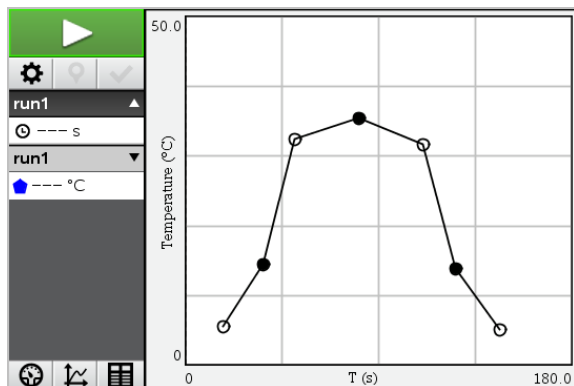 run1
--- s
run1
--- °C
50.0
Temperature (°C)
0
0
T (s)
180.0